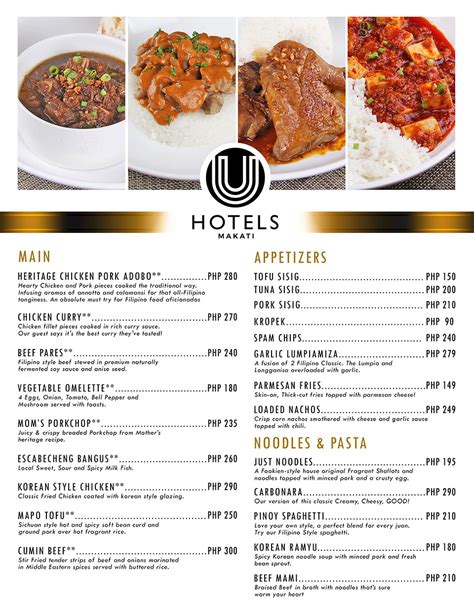 U
HOTELS
MAKATI
MAIN
HERITAGE CHICKEN PORK ADOBO** PHP 280
Hearty Chicken and Pork pieces cooked the traditional way.
Infusing aromas of annatto and calamansi for that all-Filipino
tanginess. An absolute must try for Filipino food aficionados
CHICKEN CURRY** PHP 270
Chicken fillet pieces cooked in rich curry sauce.
Our guest says it's the best curry they've tasted!
BEEF PARES** PHP 240
Filipino style beef stewed in premium naturally
fermented soy sauce and anise seed.
VEGETABLE OMELETTE** PHP 180
4 Eggs, Onion, Tomato, Bell Pepper and
Mushroom served with toasts.
MOM'S PORKCHOP** PHP 235
Juicy & crispy breaded Porkchop from Mother's
heritage recipe.
ESCABECHENG BANGUS** PHP 260
Local Sweet, Sour and Spicy Milk Fish.
KOREAN STYLE CHICKEN** PHP 290
Classic Fried Chicken coated with korean style glazing.
MAPO TOFU** PHP 250
Sichuan style hot and spicy soft bean curd and
ground pork over hot fragrant rice.
CUMIN BEEF** PHP 300
Stir Fried tender strips of beef and onions marinated
in Middle Eastern spices served with buttered rice.
APPETIZERS
TOFU SISIG PHP 150
TUNA SISIG PHP 200
PORK SISIG PHP 210
KROPEK PHP 90
SPAM CHIPS PHP 240
GARLIC LUMPIAMIZA PHP 279
A fusion of 2 Filipino Classic. The Lumpia and
Longganisa overloaded with garlic.
PARMESAN FRIES PHP 149
Skin-on, Thick-cut fries tossed with parmesan cheese.
LOADED NACHOS PHP 249
Crisp corn nachos smothered with cheese and garlic sauce
topped with chili.
NOODLES & PASTA
JUST NOODLES PHP 195
A Fookien-style house original Fragrant Shallots and
noodles topped with minced pork and a crusty egg.
CARBONARA PHP 290
Our version of this classic Creamy, Cheesy, GOOD!
PINOY SPAGHETTI PHP 210
Love your own style, a perfect blend for every juan.
Try our Filipino Style Spaghetti.
KOREAN RAMYU PHP 180
Spicy Korean noodle soup with minced pork and fresh
bean sprout.
BEEF MAMI PHP 210
Braised Beef in broth with noodles that's
more sure to comfort you.